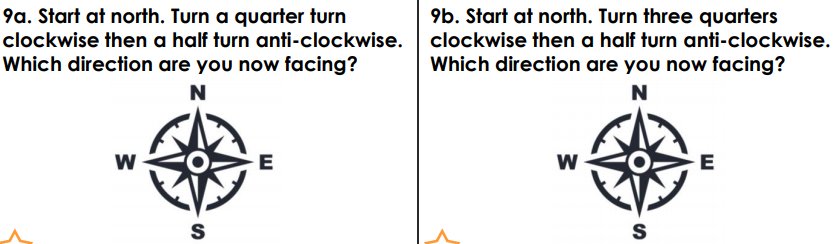 9a. Start at north. Turn a quarter turn
clockwise then a half turn anti-clockwise.
Which direction are you now facing?
N
W E
S
9b. Start at north. Turn three quarters
clockwise then a half turn anti-clockwise.
Which direction are you now facing?
N
W E
S